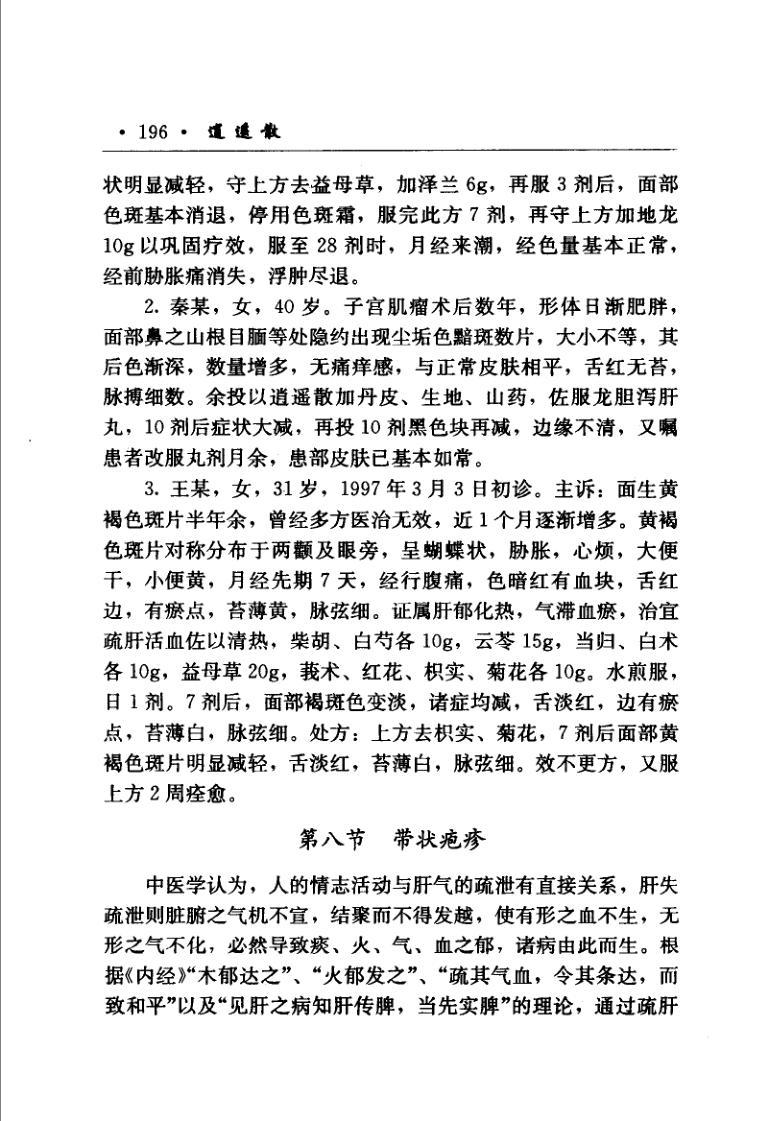 · 196 · 逍遥散
状明显减轻，守上方去益母草，加泽兰 6g，再服 3 剂后，面部
色斑基本消退，停用色斑霜，服完此方 7 剂，再守上方加地龙
10g 以巩固疗效，服至 28 剂时，月经来潮，经色量基本正常，
经前胁胀痛消失，浮肿尽退。
2. 秦某，女，40 岁。子宫肌瘤术后数年，形体日渐肥胖，
面部鼻之山根目腼等处隐约出现尘垢色黯斑数片，大小不等，其
后色渐深，数量增多，无痛痒感，与正常皮肤相平，舌红无苔，
脉搏细数。余投以逍遥散加丹皮、生地、山药，佐服龙胆泻肝
丸，10 剂后症状大减，再投 10 剂黑色块再减，边缘不清，又嘱
患者改服丸剂月余，患部皮肤已基本如常。
3. 王某，女，31 岁，1997 年 3 月 3 日初诊。主诉：面生黄
褐色斑片半年余，曾经多方医治无效，近 1 个月逐渐增多。黄褐
色斑片对称分布于两颧及眼旁，呈蝴蝶状，胁胀，心烦，大便
干，小便黄，月经先期 7 天，经行腹痛，色暗红有血块，舌红
边，有瘀点，苔薄黄，脉弦细。证属肝郁化热，气滞血瘀，治宜
疏肝活血佐以清热，柴胡、白芍各 10g，云苓 15g，当归、白术
各 10g，益母草 20g，莪术、红花、枳实、菊花各 10g。水煎服，
日 1 剂。7 剂后，面部褐斑色变淡，诸症均减，舌淡红，边有瘀
点，苔薄白，脉弦细。处方：上方去枳实、菊花，7 剂后面部黄
褐色斑片明显减轻，舌淡红，苔薄白，脉弦细。效不更方，又服
上方 2 周痊愈。
第八节 带状疱疹
中医学认为，人的情志活动与肝气的疏泄有直接关系，肝失
疏泄则脏腑之气机不宣，结聚而不得发越，使有形之血不生，无
形之气不化，必然导致痰、火、气、血之郁，诸病由此而生。根
据《内经》“木郁达之”、“火郁发之”、“疏其气血，令其条达，而
致和平”以及“见肝之病知肝传脾，当先实脾”的理论，通过疏肝